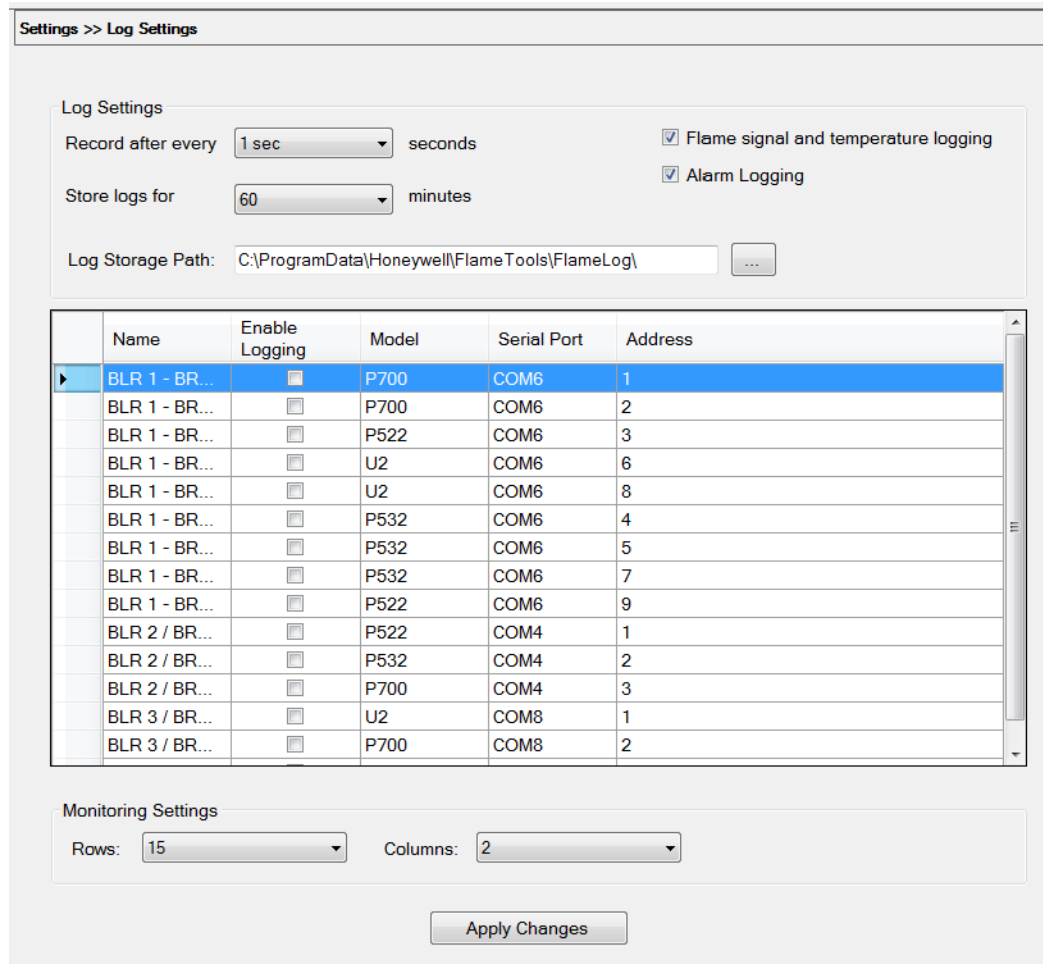 Settings >> Log Settings
Log Settings
Record after every 1 sec seconds
Flame signal and temperature logging
Alarm Logging
Store logs for 60 minutes
Log Storage Path: C:\ProgramData\Honeywell\FlameTools\FlameLog\ ...
Name Enable Logging Model Serial Port Address
BLR 1 - BR... P700 COM6 1
BLR 1 - BR... P700 COM6 2
BLR 1 - BR... P522 COM6 3
BLR 1 - BR... U2 COM6 6
BLR 1 - BR... U2 COM6 8
BLR 1 - BR... P532 COM6 4
BLR 1 - BR... P532 COM6 5
BLR 1 - BR... P532 COM6 7
BLR 1 - BR... P522 COM6 9
BLR 2 / BR... P522 COM4 1
BLR 2 / BR... P532 COM4 2
BLR 2 / BR... P700 COM4 3
BLR 3 / BR... U2 COM8 1
BLR 3 / BR... P700 COM8 2
Monitoring Settings
Rows: 15 Columns: 2
Apply Changes